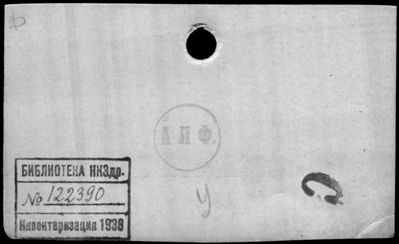 Ф
А П Ф.
БИБЛИОТЕКА НКЗдр.
№ 122390
Инвентаризация 1938
У
С